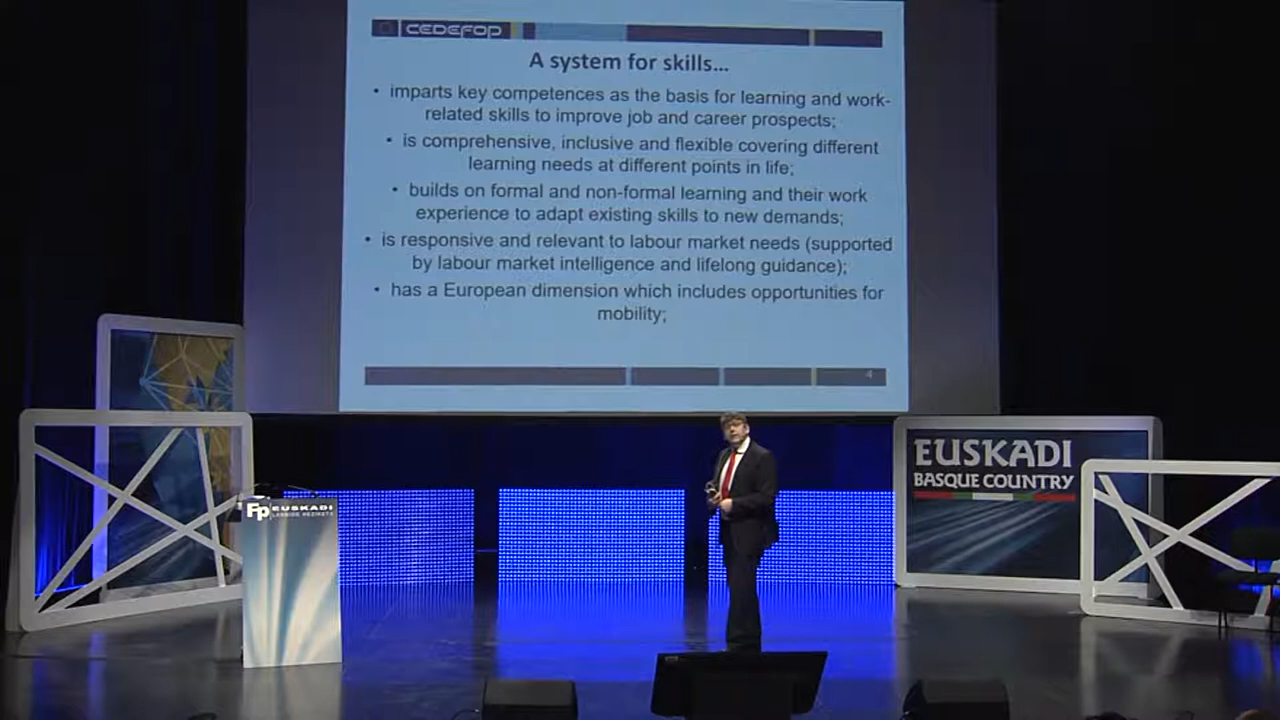 CEDEFOP
A system for skills...
• imparts key competences as the basis for learning and work-
related skills to improve job and career prospects;
• is comprehensive, inclusive and flexible covering different
learning needs at different points in life;
• builds on formal and non-formal learning and their work
experience to adapt existing skills to new demands;
• is responsive and relevant to labour market needs (supported
by labour market intelligence and lifelong guidance);
• has a European dimension which includes opportunities for
mobility;
4
EUSKADI
BASQUE COUNTRY
Fp EUSKADI
LANBIDE HEZIKETA